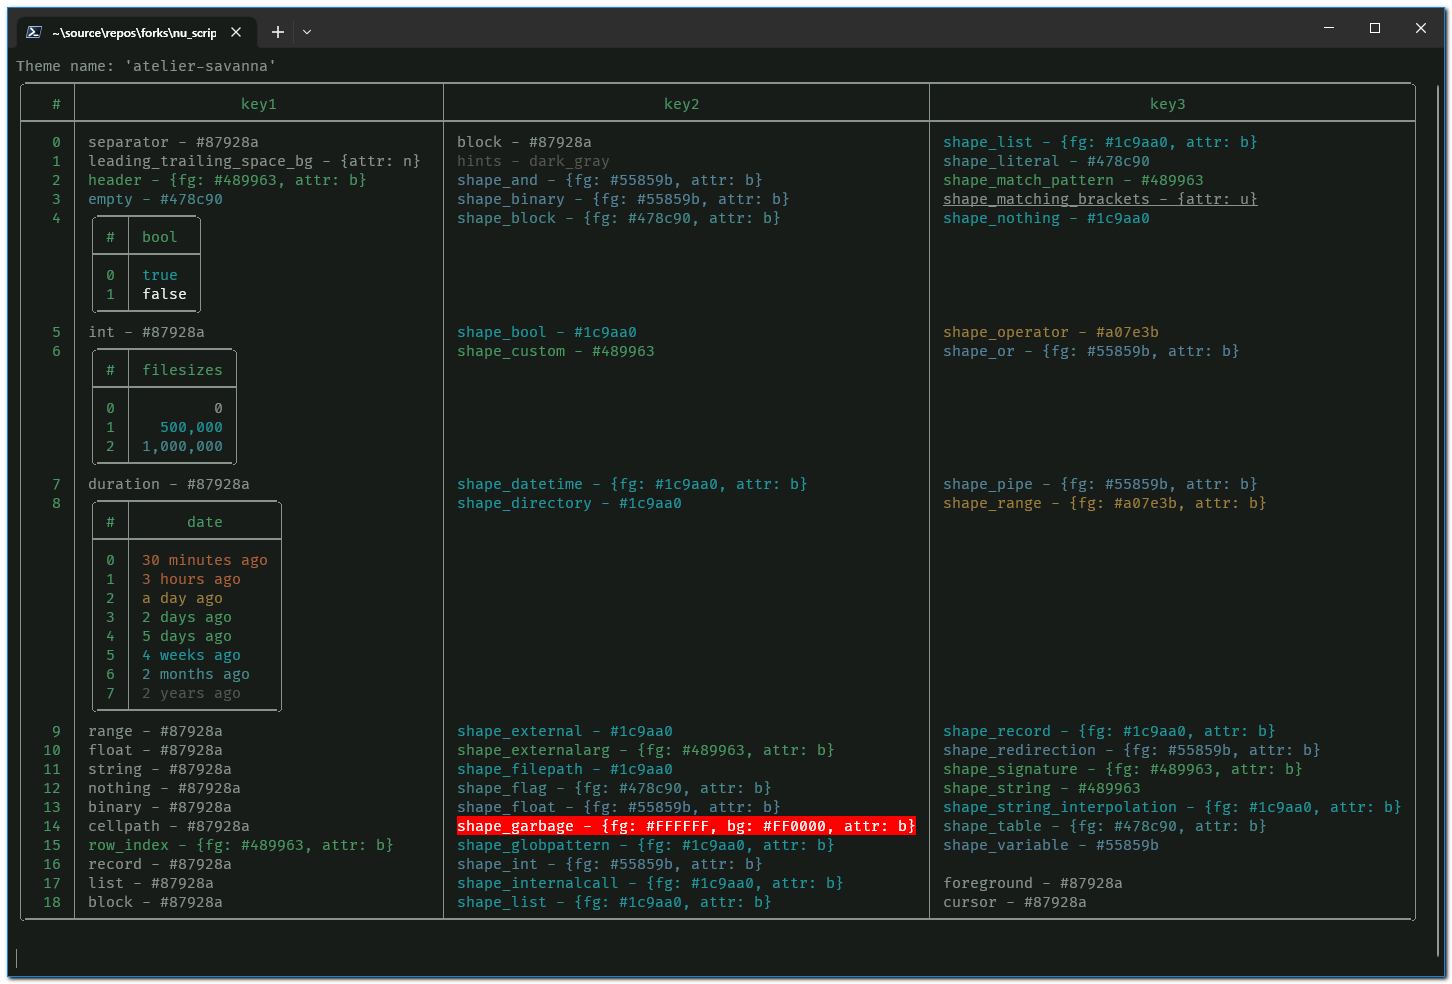 ~\source\repos\forks\nu_scrip
Theme name: 'atelier-savanna'
# key1 key2 key3
0 separator - #87928a block - #87928a shape_list - {fg: #1c9aa0, attr: b}
1 leading_trailing_space_bg - {attr: n} hints - dark_gray shape_literal - #478c90
2 header - {fg: #489963, attr: b} shape_and - {fg: #55859b, attr: b} shape_match_pattern - #489963
3 empty - #478c90 shape_binary - {fg: #55859b, attr: b} shape_matching_brackets - {attr: u}
4 shape_block - {fg: #478c90, attr: b} shape_nothing - #1c9aa0
# bool
0 true
1 false
5 int - #87928a shape_bool - #1c9aa0 shape_operator - #a07e3b
6 shape_custom - #489963 shape_or - {fg: #55859b, attr: b}
# filesizes
0 0
1 500,000
2 1,000,000
7 duration - #87928a shape_datetime - {fg: #1c9aa0, attr: b} shape_pipe - {fg: #55859b, attr: b}
8 shape_directory - #1c9aa0 shape_range - {fg: #a07e3b, attr: b}
# date
0 30 minutes ago
1 3 hours ago
2 a day ago
3 2 days ago
4 5 days ago
5 4 weeks ago
6 2 months ago
7 2 years ago
9 range - #87928a shape_external - #1c9aa0 shape_record - {fg: #1c9aa0, attr: b}
10 float - #87928a shape_externalarg - {fg: #489963, attr: b} shape_redirection - {fg: #55859b, attr: b}
11 string - #87928a shape_filepath - #1c9aa0 shape_signature - {fg: #489963, attr: b}
12 nothing - #87928a shape_flag - {fg: #478c90, attr: b} shape_string - #489963
13 binary - #87928a shape_float - {fg: #55859b, attr: b} shape_string_interpolation - {fg: #1c9aa0, attr: b}
14 cellpath - #87928a shape_garbage - {fg: #FFFFFF, bg: #FF0000, attr: b} shape_table - {fg: #478c90, attr: b}
15 row_index - {fg: #489963, attr: b} shape_globpattern - {fg: #1c9aa0, attr: b} shape_variable - #55859b
16 record - #87928a shape_int - {fg: #55859b, attr: b}
17 list - #87928a shape_internalcall - {fg: #1c9aa0, attr: b} foreground - #87928a
18 block - #87928a shape_list - {fg: #1c9aa0, attr: b} cursor - #87928a